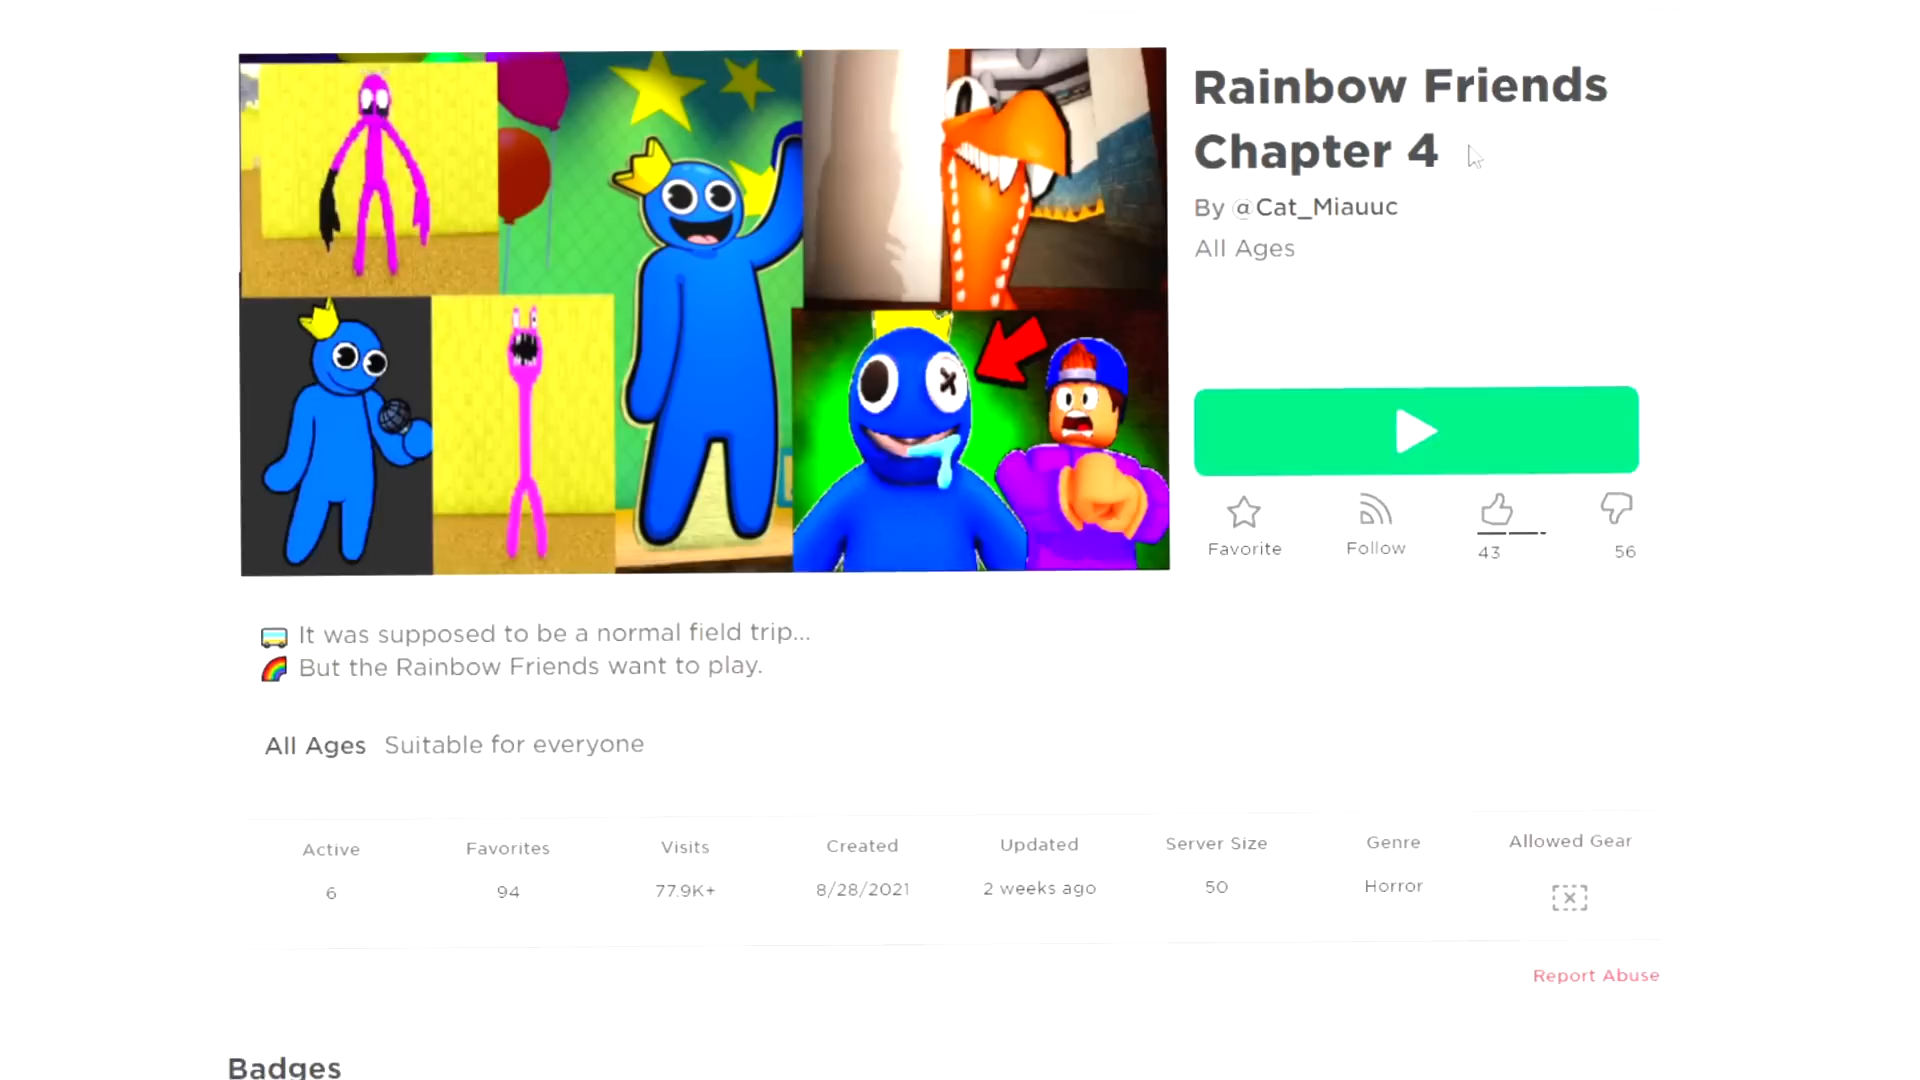 Rainbow Friends
Chapter 4
By @Cat_Miauuc
All Ages
Favorite
Follow
43
56
It was supposed to be a normal field trip...
But the Rainbow Friends want to play.
All Ages Suitable for everyone
Active Favorites Visits Created Updated Server Size Genre Allowed Gear
6 94 77.9K+ 8/28/2021 2 weeks ago 50 Horror
Report Abuse
Badges